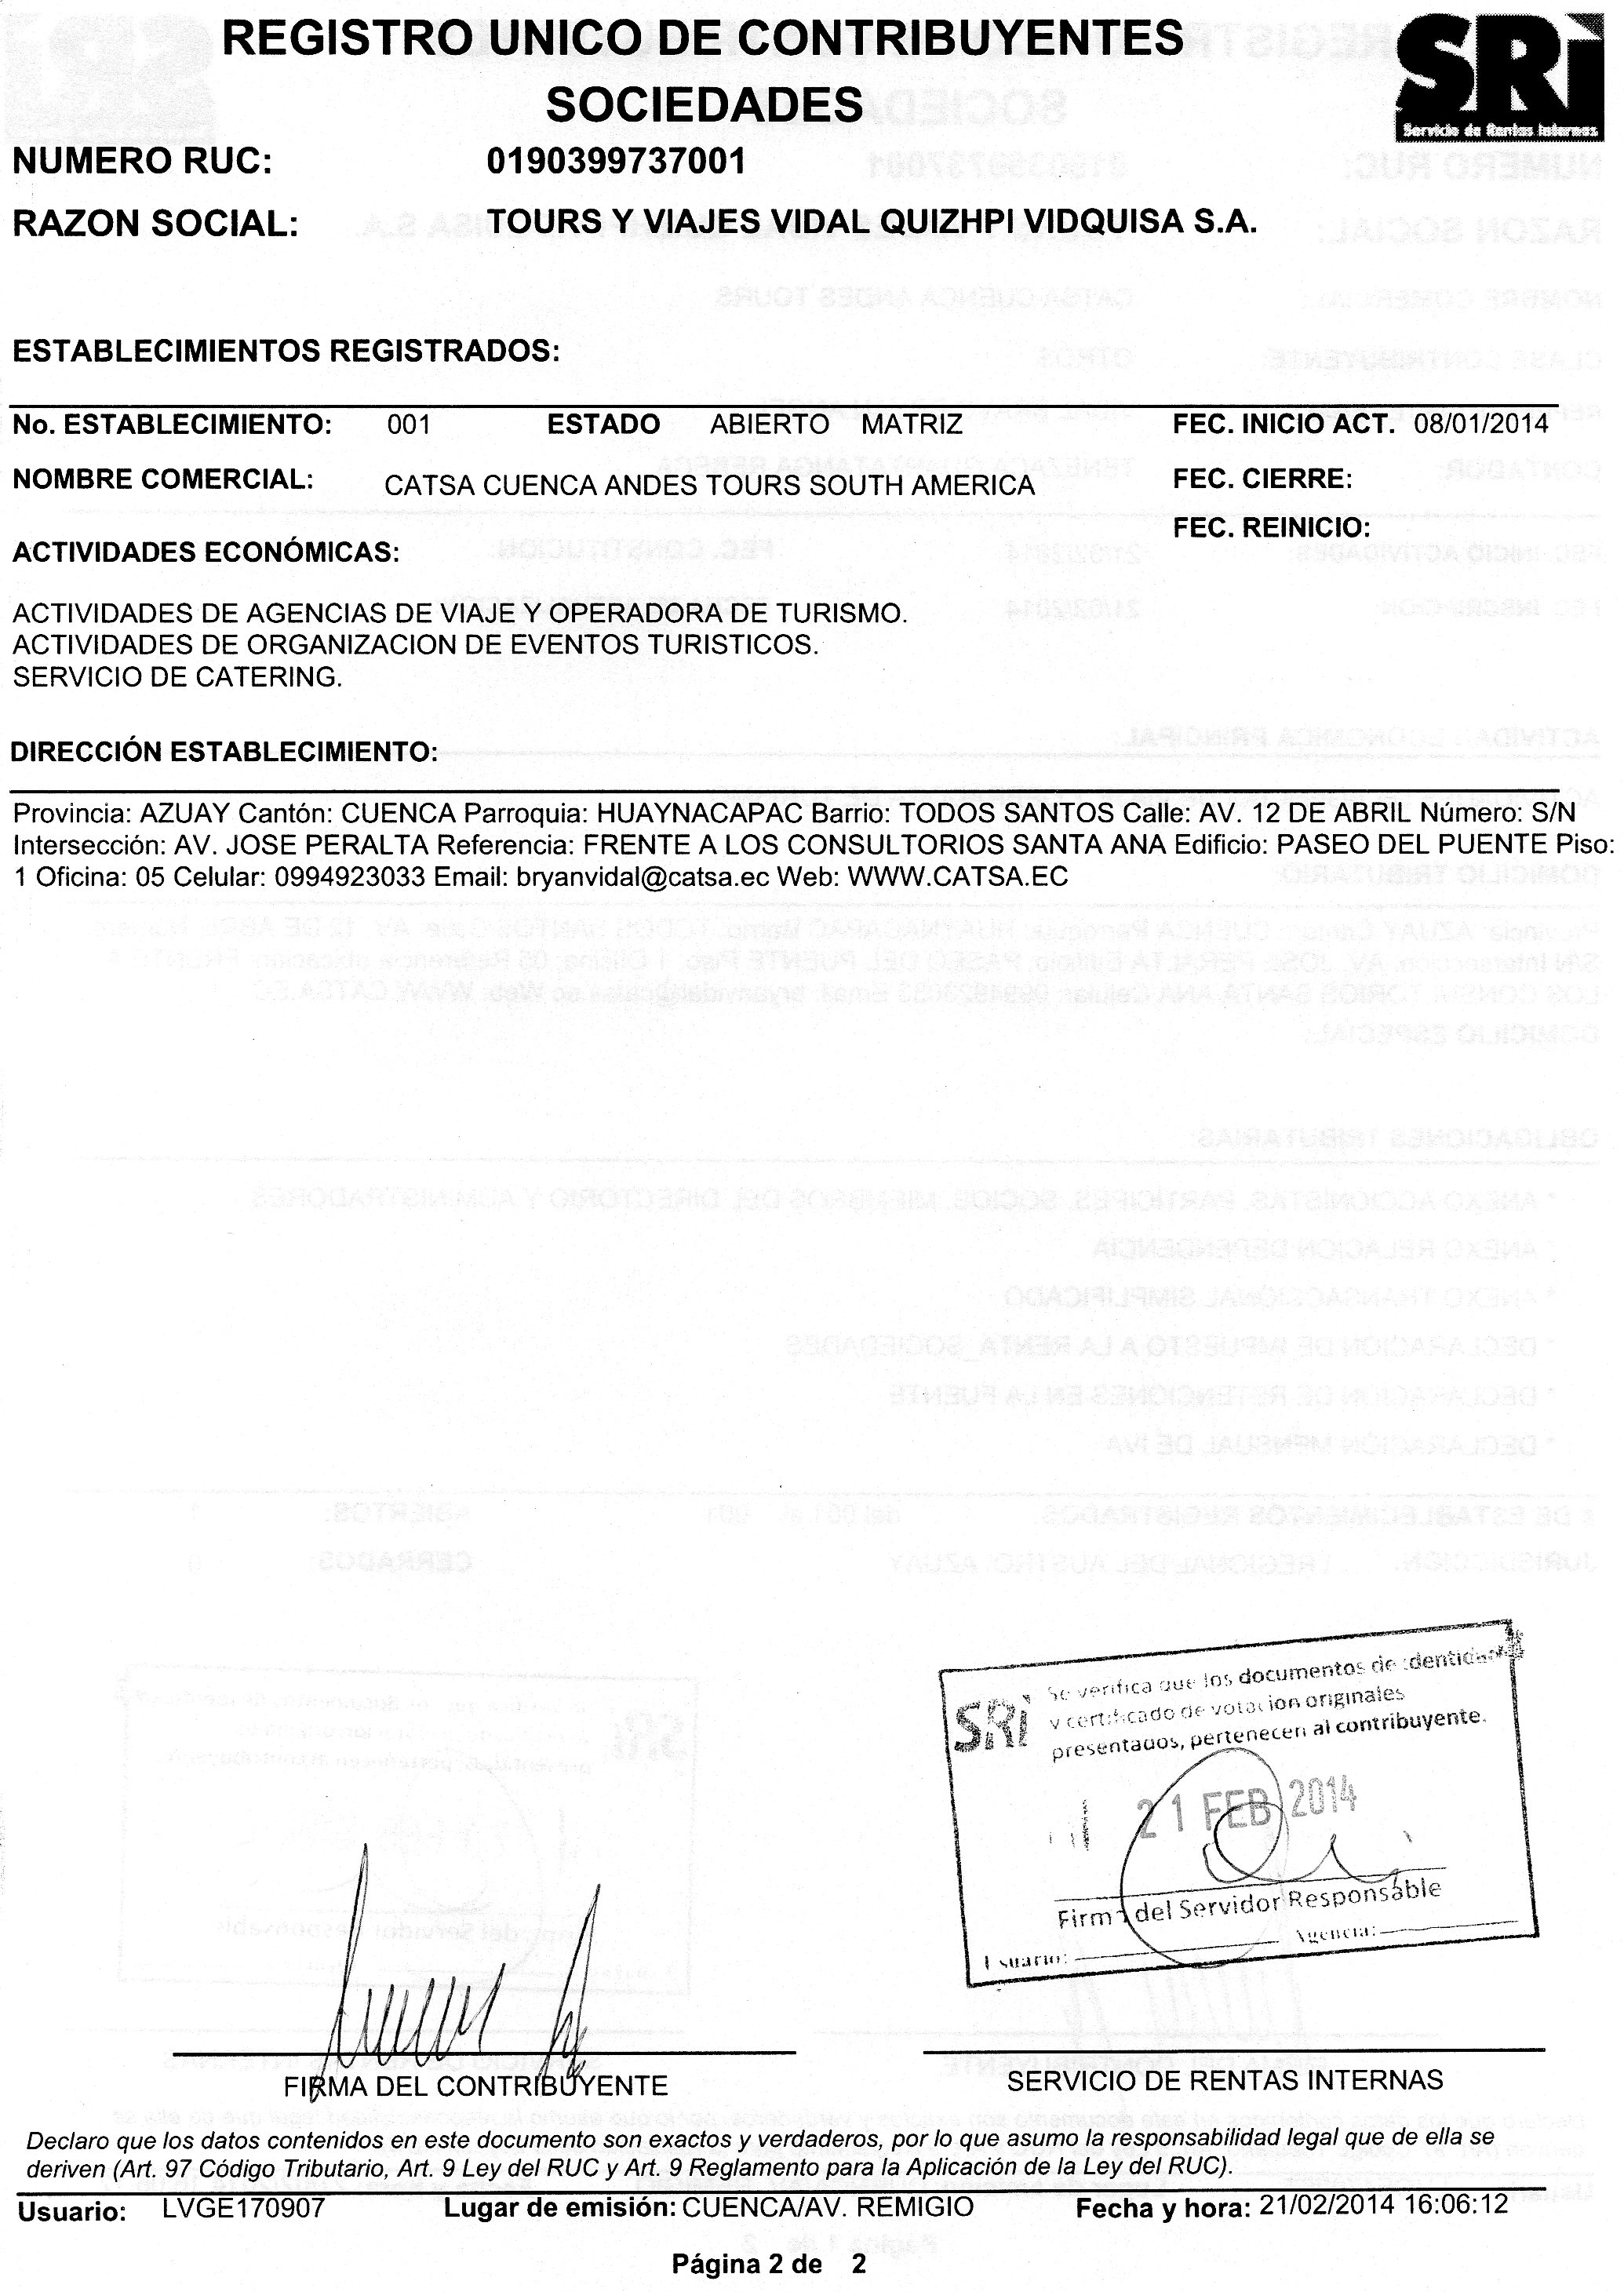 REGISTRO UNICO DE CONTRIBUYENTES
SOCIEDADES
SRi
Servicio de Rentas Internas
NUMERO RUC: 0190399737001
RAZON SOCIAL: TOURS Y VIAJES VIDAL QUIZHPI VIDQUISA S.A.
ESTABLECIMIENTOS REGISTRADOS:
No. ESTABLECIMIENTO: 001 ESTADO ABIERTO MATRIZ FEC. INICIO ACT. 08/01/2014
NOMBRE COMERCIAL: CATSA CUENCA ANDES TOURS SOUTH AMERICA FEC. CIERRE:
FEC. REINICIO:
ACTIVIDADES ECONÓMICAS:
ACTIVIDADES DE AGENCIAS DE VIAJE Y OPERADORA DE TURISMO.
ACTIVIDADES DE ORGANIZACION DE EVENTOS TURISTICOS.
SERVICIO DE CATERING.
DIRECCIÓN ESTABLECIMIENTO:
Provincia: AZUAY Cantón: CUENCA Parroquia: HUAYNACAPAC Barrio: TODOS SANTOS Calle: AV. 12 DE ABRIL Número: S/N
Intersección: AV. JOSE PERALTA Referencia: FRENTE A LOS CONSULTORIOS SANTA ANA Edificio: PASEO DEL PUENTE Piso:
1 Oficina: 05 Celular: 0994923033 Email: bryanvidal@catsa.ec Web: WWW.CATSA.EC
SRi
Se verifica que los documentos de identidad
y certificado de votacion originales
presentados, pertenecen al contribuyente.
21 FEB 2014
Firma del Servidor Responsable
Usuario: Agencia:
FIRMA DEL CONTRIBUYENTE
SERVICIO DE RENTAS INTERNAS
Declaro que los datos contenidos en este documento son exactos y verdaderos, por lo que asumo la responsabilidad legal que de ella se
deriven (Art. 97 Código Tributario, Art. 9 Ley del RUC y Art. 9 Reglamento para la Aplicación de la Ley del RUC).
Usuario: LVGE170907 Lugar de emisión: CUENCA/AV. REMIGIO Fecha y hora: 21/02/2014 16:06:12
Página 2 de 2